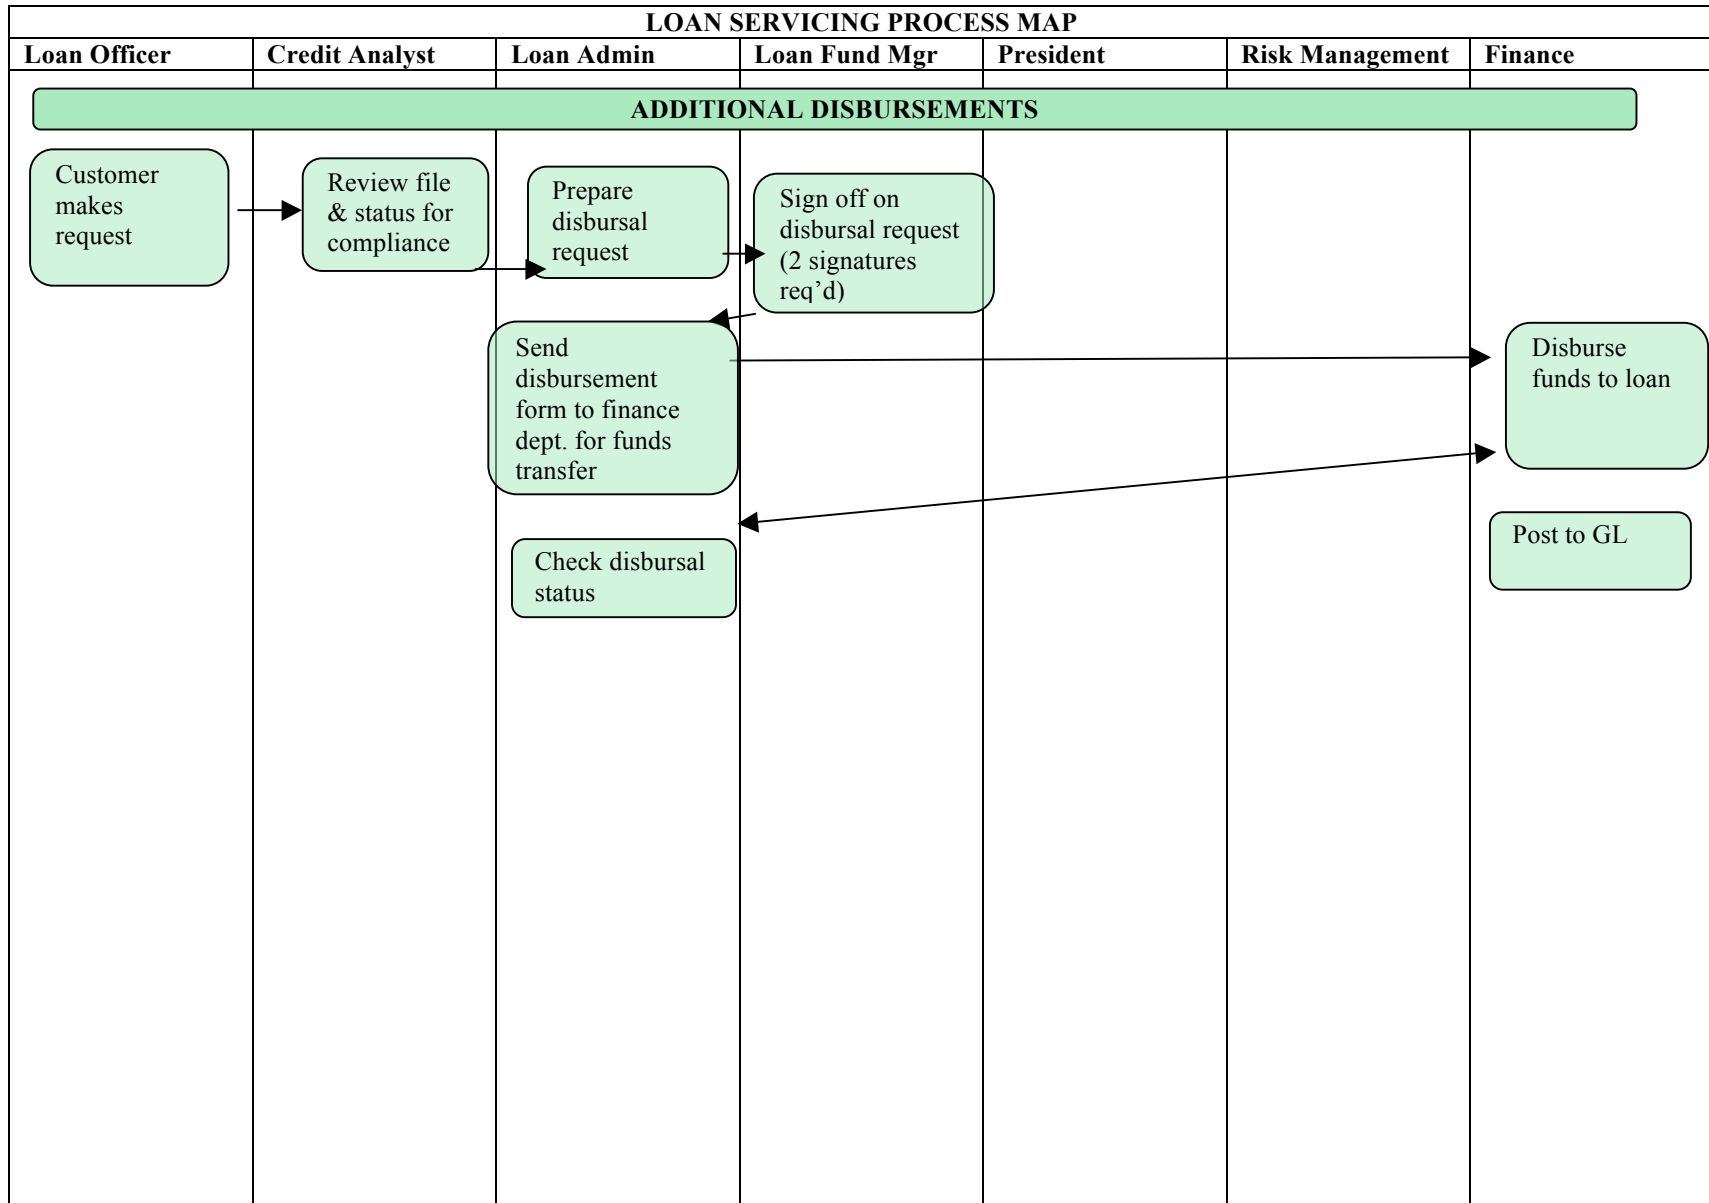 LOAN SERVICING PROCESS MAP
Loan Officer
Credit Analyst
Loan Admin
Loan Fund Mgr
President
Risk Management
Finance
ADDITIONAL DISBURSEMENTS
Customer
makes
request
Review file
& status for
compliance
Prepare
disbursal
request
Sign off on
disbursal request
(2 signatures
req’d)
Send
disbursement
form to finance
dept. for funds
transfer
Disburse
funds to loan
Check disbursal
status
Post to GL